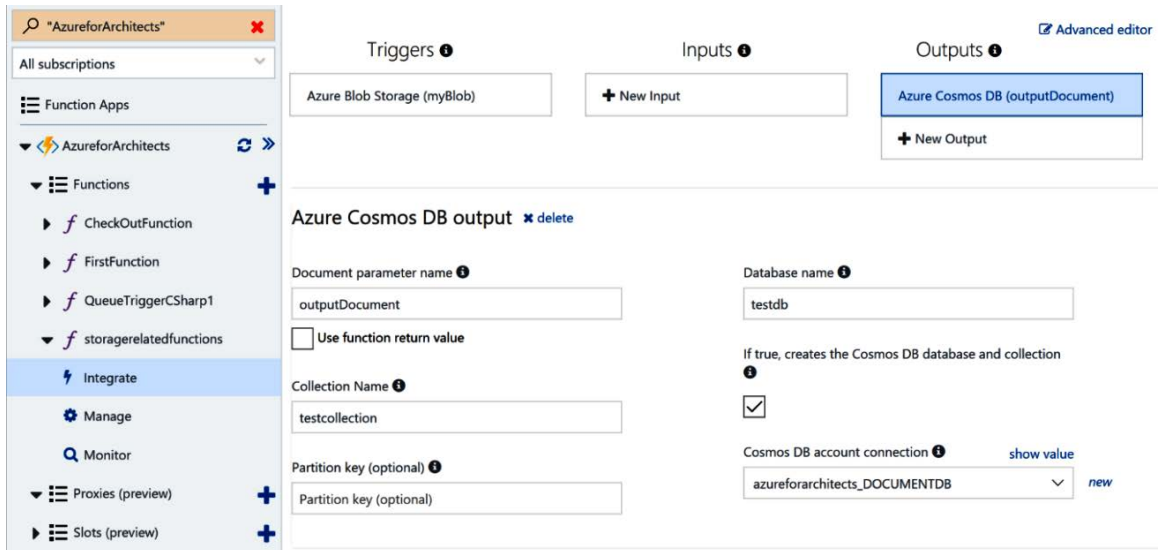 "AzureforArchitects"
All subscriptions
Function Apps
AzureforArchitects
Functions
CheckOutFunction
FirstFunction
QueueTriggerCSharp1
storagerelatedfunctions
Integrate
Manage
Monitor
Proxies (preview)
Slots (preview)
Advanced editor
Triggers
Inputs
Outputs
Azure Blob Storage (myBlob)
New Input
Azure Cosmos DB (outputDocument)
New Output
Azure Cosmos DB output delete
Document parameter name
outputDocument
Use function return value
Collection Name
testcollection
Partition key (optional)
Partition key (optional)
Database name
testdb
If true, creates the Cosmos DB database and collection
Cosmos DB account connection show value
azureforarchitects_DOCUMENTDB new